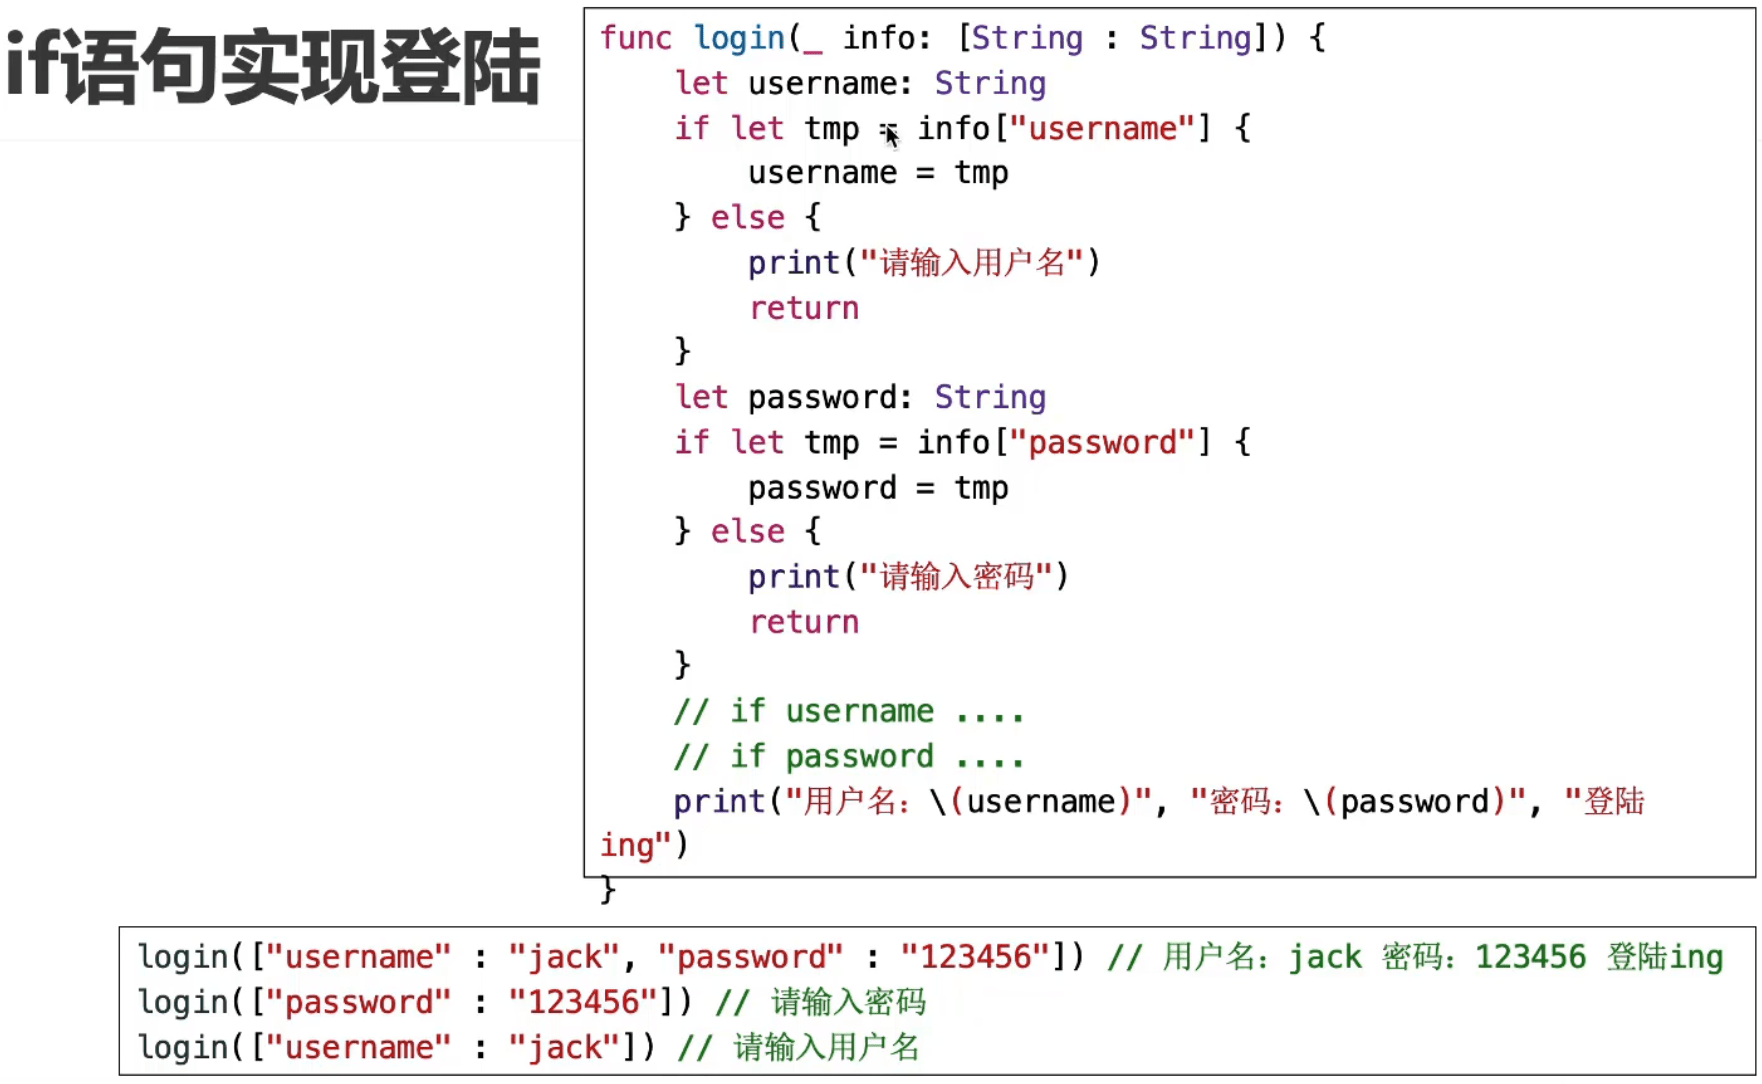 if语句实现登陆
func login(_ info: [String : String]) {
    let username: String
    if let tmp = info["username"] {
        username = tmp
    } else {
        print("请输入用户名")
        return
    }
    let password: String
    if let tmp = info["password"] {
        password = tmp
    } else {
        print("请输入密码")
        return
    }
    // if username ....
    // if password ....
    print("用户名：\(username)", "密码：\(password)", "登陆
ing")
}
login(["username" : "jack", "password" : "123456"]) // 用户名：jack 密码：123456 登陆ing
login(["password" : "123456"]) // 请输入密码
login(["username" : "jack"]) // 请输入用户名